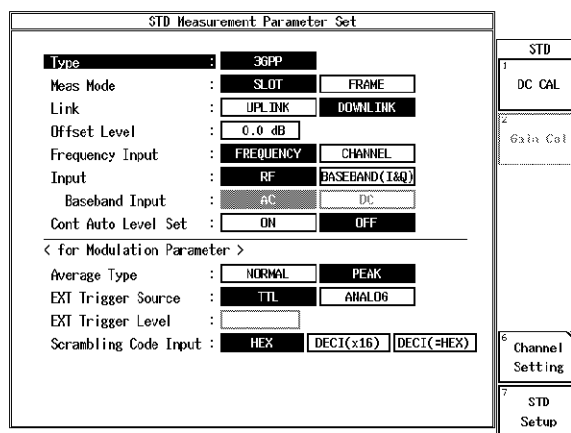 STD Measurement Parameter Set
Type : 3GPP
Meas Mode : SLOT FRAME
Link : UPLINK DOWNLINK
Offset Level : 0.0 dB
Frequency Input : FREQUENCY CHANNEL
Input : RF BASEBAND(I&Q)
Baseband Input : AC DC
Cont Auto Level Set : ON OFF
< for Modulation Parameter >
Average Type : NORMAL PEAK
EXT Trigger Source : TTL ANALOG
EXT Trigger Level :
Scrambling Code Input : HEX DECI(x16) DECI(=HEX)
STD
1
DC CAL
2
Gain Cal
6
Channel
Setting
7
STD
Setup